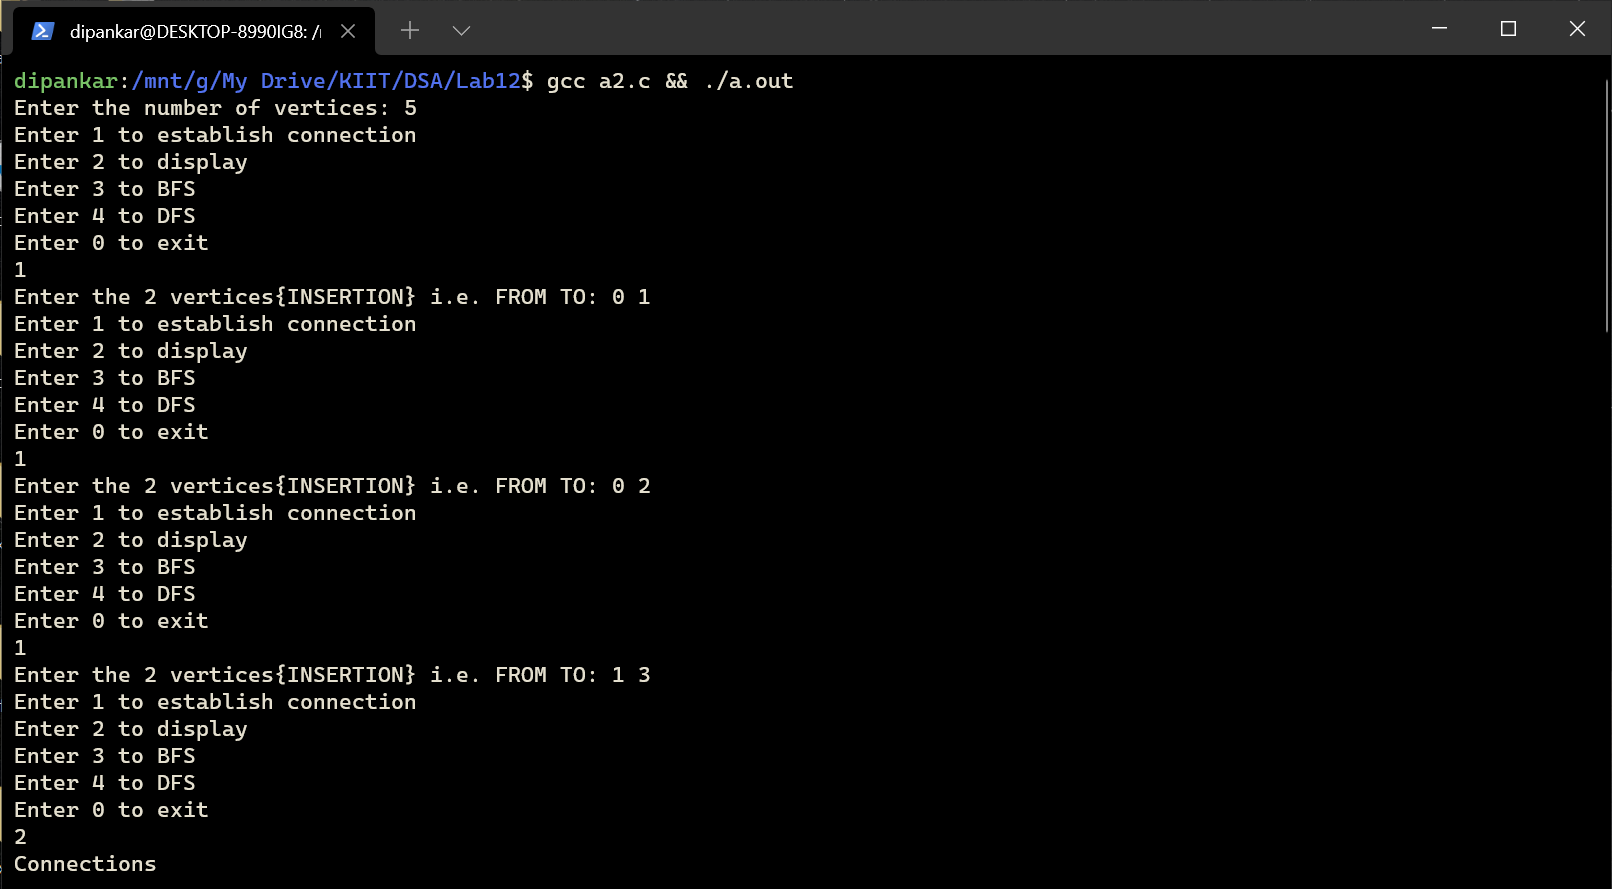 dipankar@DESKTOP-8990IG8: /
dipankar:/mnt/g/My Drive/KIIT/DSA/Lab12$ gcc a2.c && ./a.out
Enter the number of vertices: 5
Enter 1 to establish connection
Enter 2 to display
Enter 3 to BFS
Enter 4 to DFS
Enter 0 to exit
1
Enter the 2 vertices{INSERTION} i.e. FROM TO: 0 1
Enter 1 to establish connection
Enter 2 to display
Enter 3 to BFS
Enter 4 to DFS
Enter 0 to exit
1
Enter the 2 vertices{INSERTION} i.e. FROM TO: 0 2
Enter 1 to establish connection
Enter 2 to display
Enter 3 to BFS
Enter 4 to DFS
Enter 0 to exit
1
Enter the 2 vertices{INSERTION} i.e. FROM TO: 1 3
Enter 1 to establish connection
Enter 2 to display
Enter 3 to BFS
Enter 4 to DFS
Enter 0 to exit
2
Connections